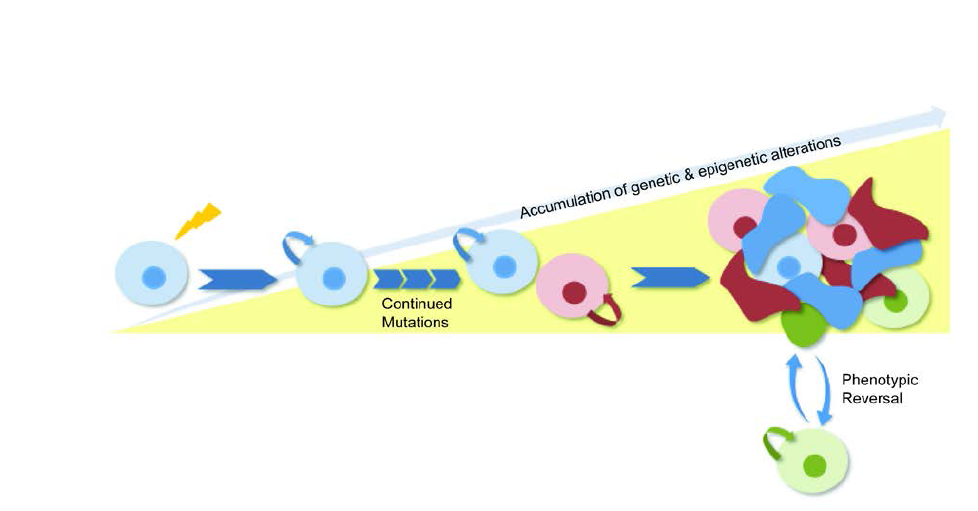 Accumulation of genetic & epigenetic alterations
Continued
Mutations
Phenotypic
Reversal